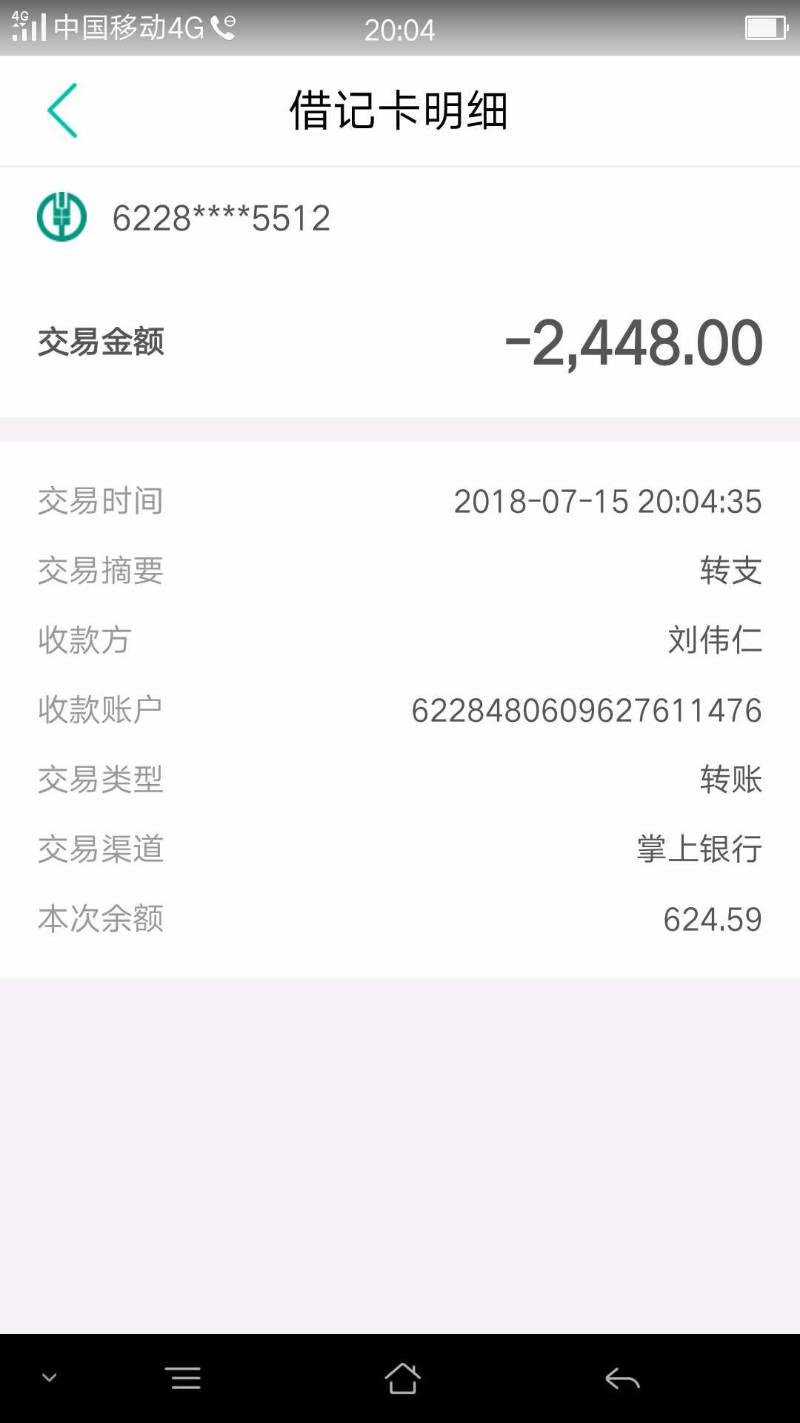 4G 中国移动4G 20:04
借记卡明细
6228****5512
交易金额 -2,448.00
交易时间 2018-07-15 20:04:35
交易摘要 转支
收款方 刘伟仁
收款账户 6228480609627611476
交易类型 转账
交易渠道 掌上银行
本次余额 624.59